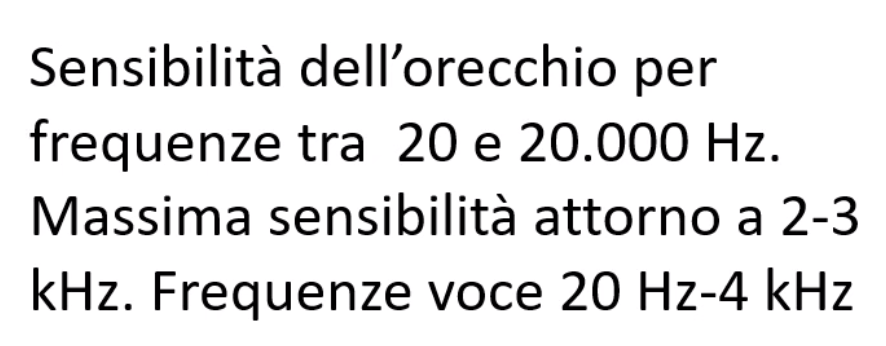 Sensibilità dell’orecchio per
frequenze tra  20 e 20.000 Hz.
Massima sensibilità attorno a 2-3
kHz. Frequenze voce 20 Hz-4 kHz